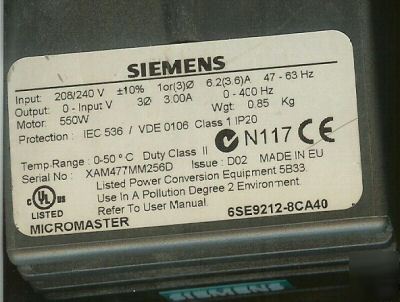 SIEMENS
Input: 208/240 V ±10% 1or(3)Ø 6.2(3.6)A 47 - 63 Hz
Output: 0 - Input V 3Ø 3.00A 0 - 400 Hz
Motor: 550W Wgt: 0.85 Kg
Protection: IEC 536 / VDE 0106 Class 1 IP20
N117 CE
Temp Range: 0-50 °C Duty Class II
Serial No: XAM477MM256D Issue: D02 MADE IN EU
Listed Power Conversion Equipment 5B33.
Use In A Pollution Degree 2 Environment.
Refer To User Manual.
C UL US
LISTED
MICROMASTER 6SE9212-8CA40
SIEMENS